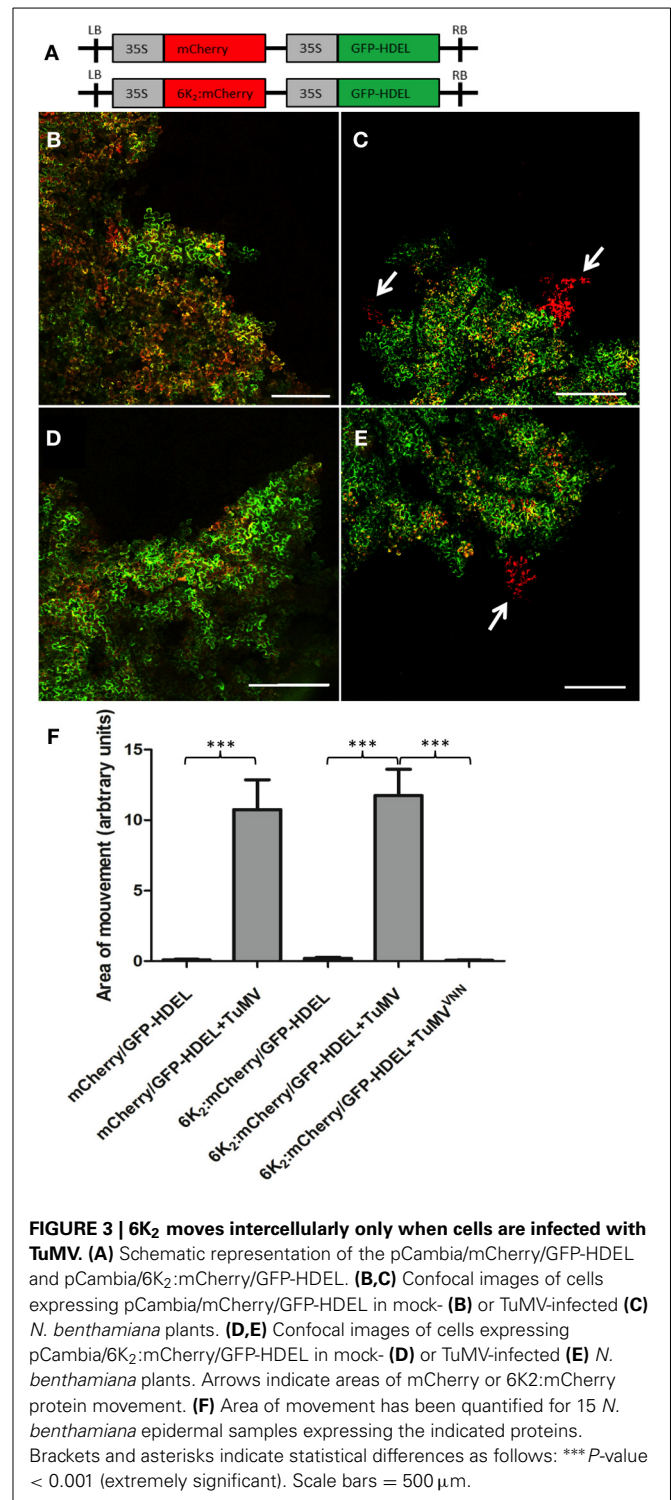 A
LB
35S
mCherry
35S
GFP-HDEL
RB
LB
35S
6K₂:mCherry
35S
GFP-HDEL
RB
B
C
D
E
F
***
***
***
15
10
5
0
Area of mouvement (arbtrary units)
mCherry/GFP-HDEL
mCherry/GFP-HDEL+TuMV
6K₂:mCherry/GFP-HDEL
6K₂:mCherry/GFP-HDEL+TuMV
6K₂:mCherry/GFP-HDEL+TuMVⱽᴺᴺ
FIGURE 3 | 6K₂ moves intercellularly only when cells are infected with
TuMV. (A) Schematic representation of the pCambia/mCherry/GFP-HDEL
and pCambia/6K₂:mCherry/GFP-HDEL. (B,C) Confocal images of cells
expressing pCambia/mCherry/GFP-HDEL in mock- (B) or TuMV-infected (C)
N. benthamiana plants. (D,E) Confocal images of cells expressing
pCambia/6K₂:mCherry/GFP-HDEL in mock- (D) or TuMV-infected (E) N.
benthamiana plants. Arrows indicate areas of mCherry or 6K2:mCherry
protein movement. (F) Area of movement has been quantified for 15 N.
benthamiana epidermal samples expressing the indicated proteins.
Brackets and asterisks indicate statistical differences as follows: ***P-value
< 0.001 (extremely significant). Scale bars = 500 μm.